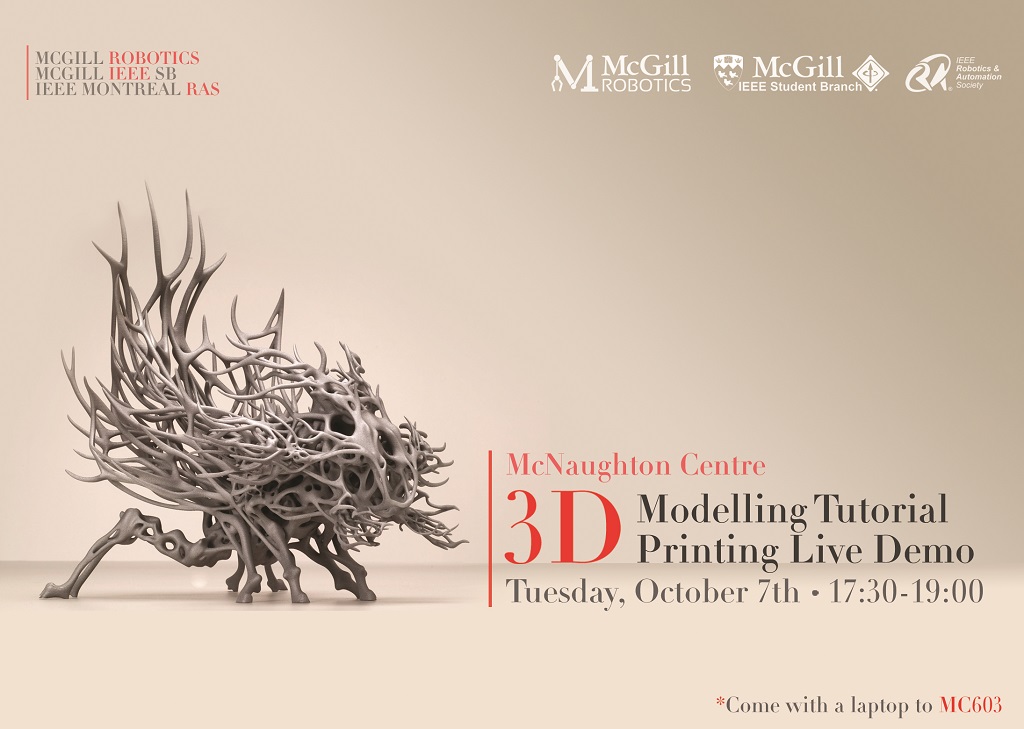 MCGILL ROBOTICS
MCGILL IEEE SB
IEEE MONTREAL RAS
McGill
ROBOTICS
McGill
IEEE Student Branch
IEEE
Robotics &
Automation
Society
McNaughton Centre
3D Modelling Tutorial
Printing Live Demo
Tuesday, October 7th • 17:30-19:00
*Come with a laptop to MC603